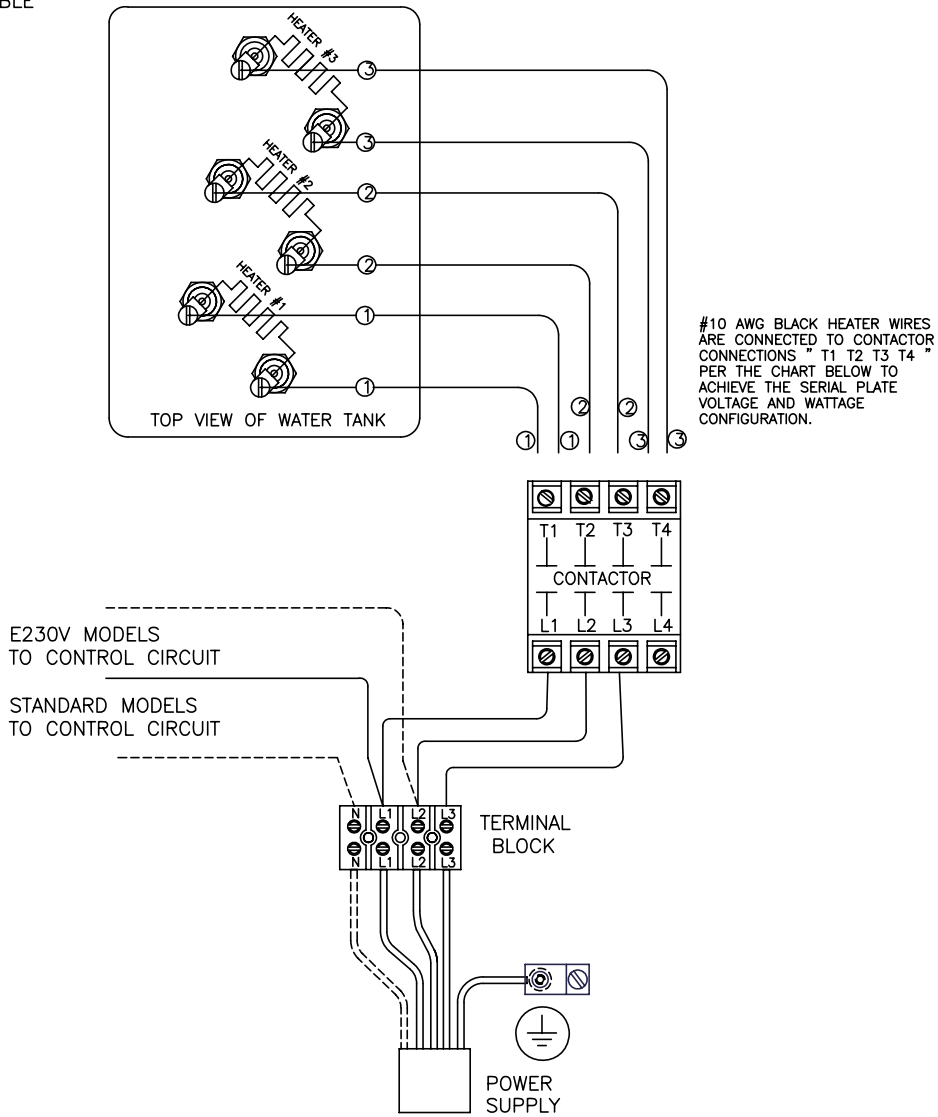 BLE
HEATER #3
3
3
HEATER #2
2
2
HEATER #1
1
1
TOP VIEW OF WATER TANK
#10 AWG BLACK HEATER WIRES
ARE CONNECTED TO CONTACTOR
CONNECTIONS " T1 T2 T3 T4 "
PER THE CHART BELOW TO
ACHIEVE THE SERIAL PLATE
VOLTAGE AND WATTAGE
CONFIGURATION.
2 2
1 1 3 3
T1 T2 T3 T4
CONTACTOR
L1 L2 L3 L4
E230V MODELS
TO CONTROL CIRCUIT
STANDARD MODELS
TO CONTROL CIRCUIT
N L1 L2 L3
N L1 L2 L3
TERMINAL
BLOCK
POWER
SUPPLY